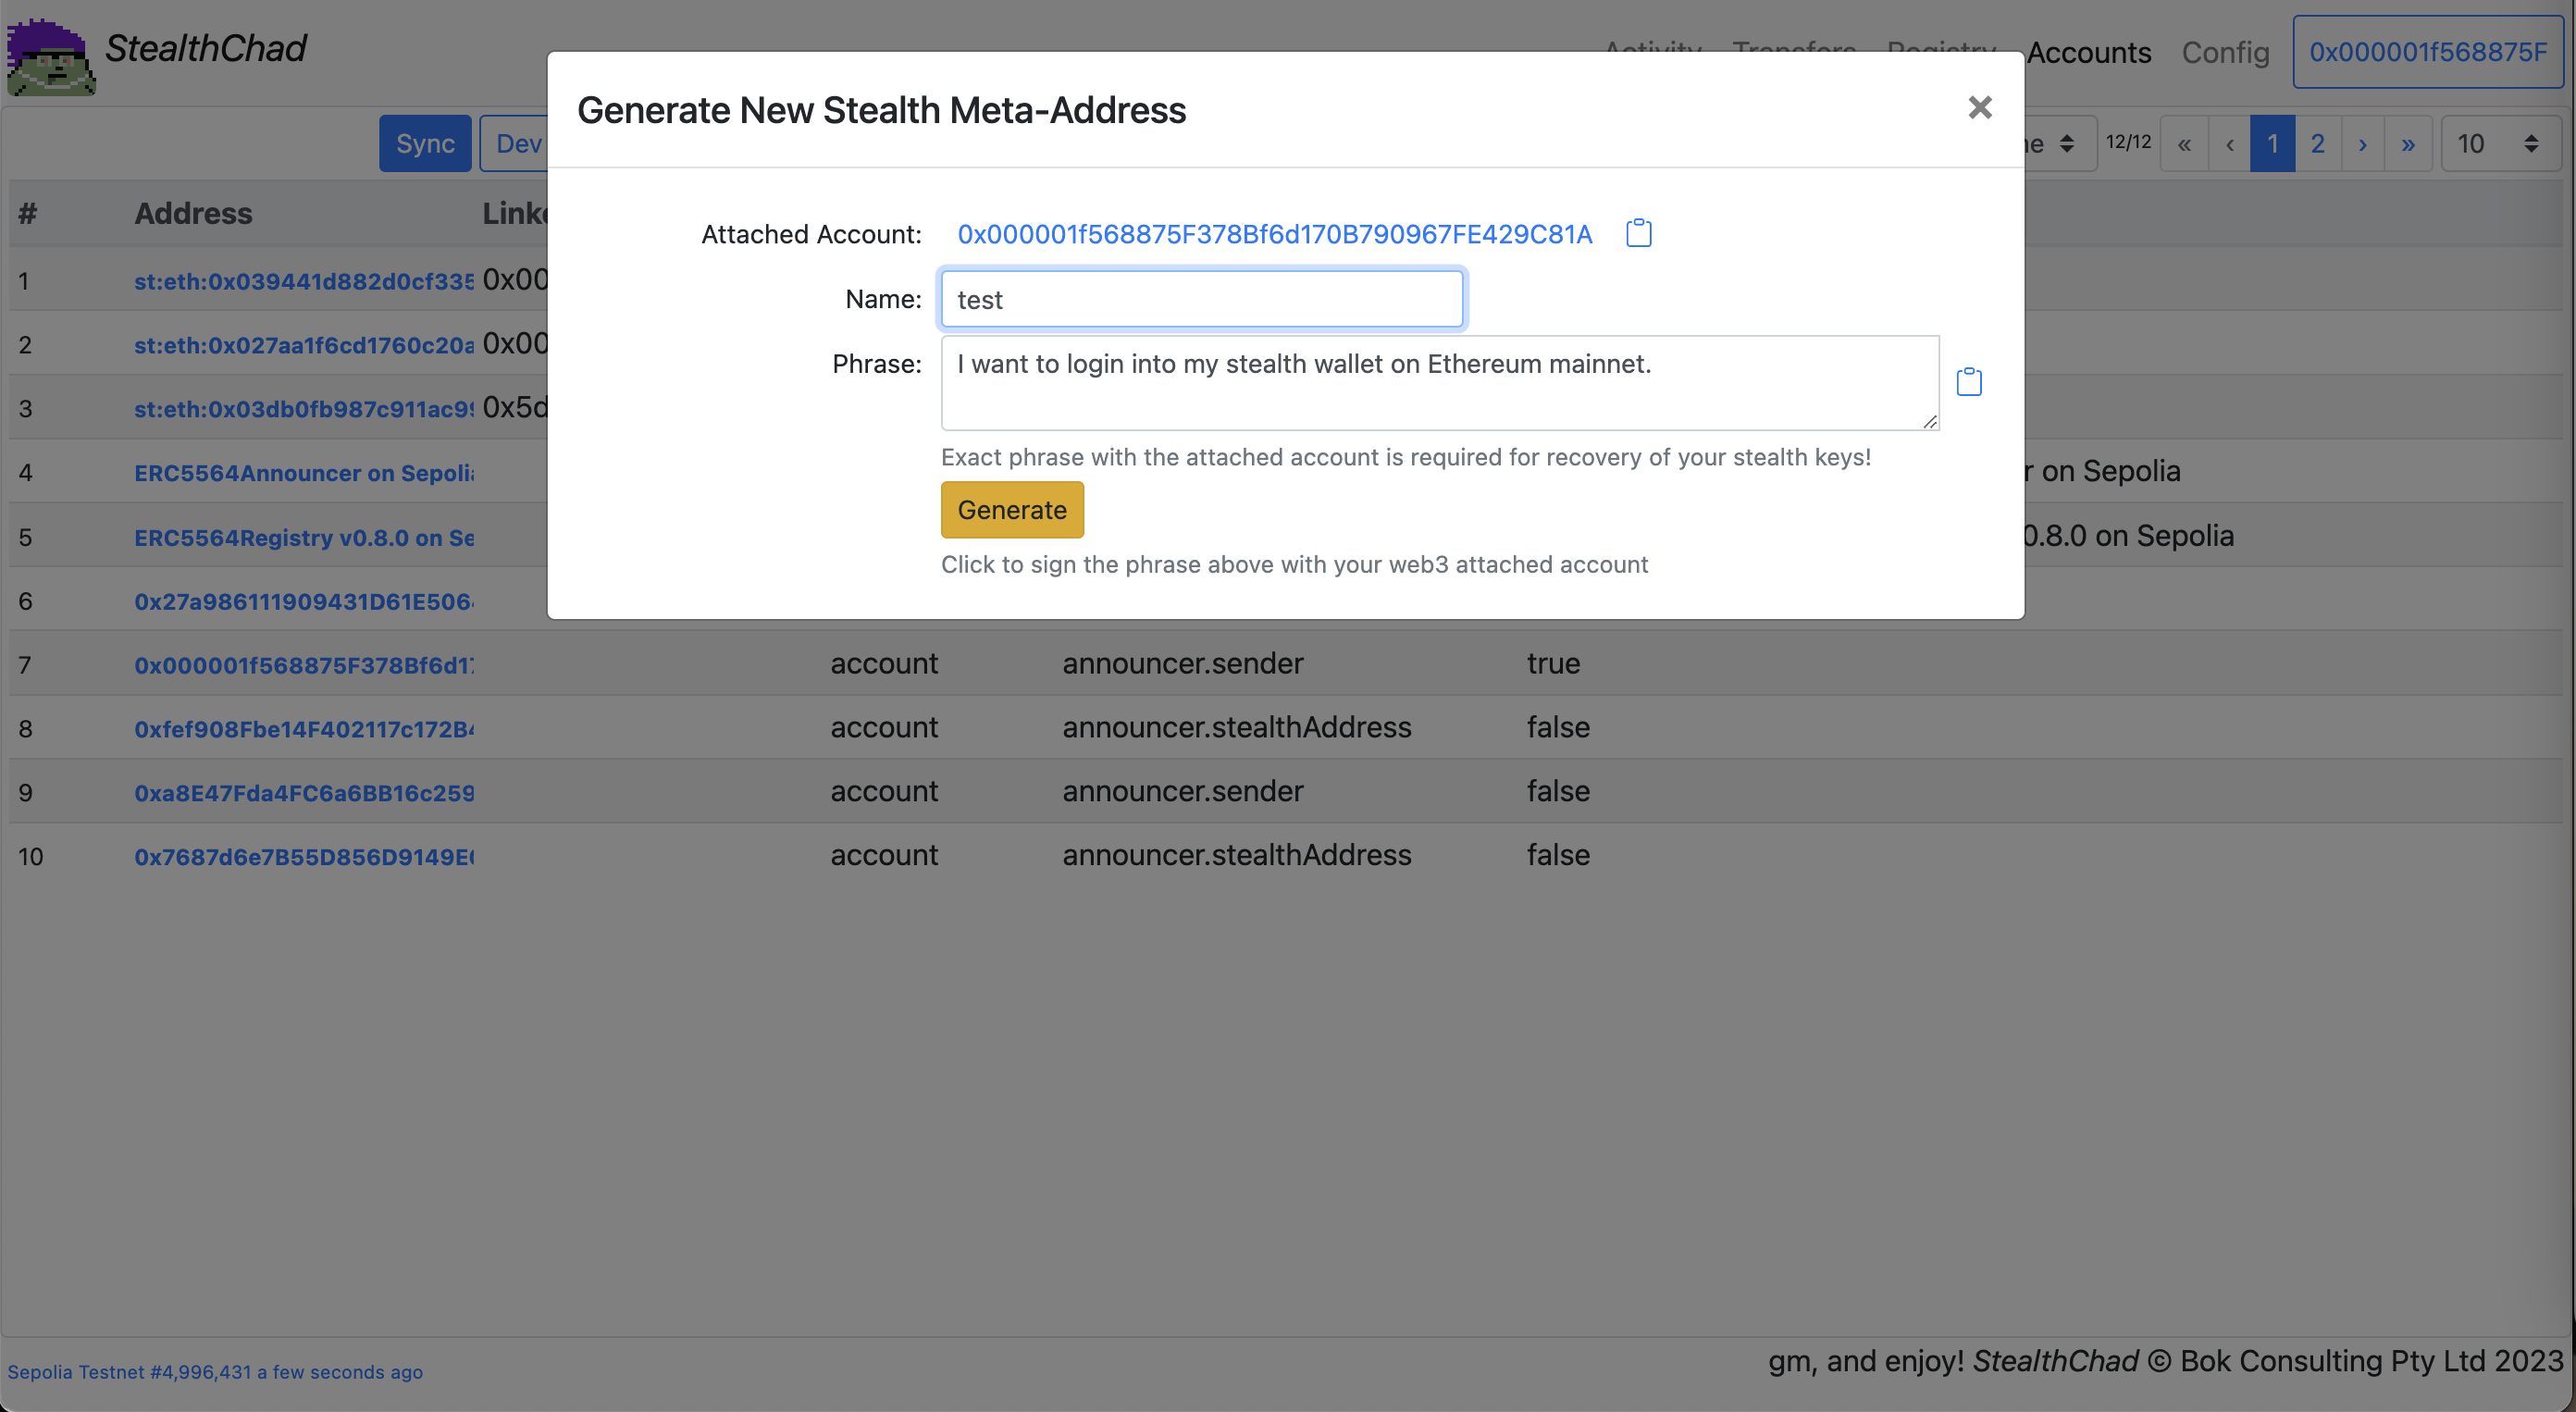 StealthChad
Activity Transfers Registry Accounts Config 0x000001f568875F
Generate New Stealth Meta-Address
Sync Dev 12/12 « ‹ 1 2 › » 10
# Address
Attached Account: 0x000001f568875F378Bf6d170B790967FE429C81A
Name: test
Phrase: I want to login into my stealth wallet on Ethereum mainnet.
Exact phrase with the attached account is required for recovery of your stealth keys!
Generate
Click to sign the phrase above with your web3 attached account
1 st:eth:0x039441d882d0cf335 0x00
2 st:eth:0x027aa1f6cd1760c20a 0x00
3 st:eth:0x03db0fb987c911ac99 0x5d
4 ERC5564Announcer on Sepolia r on Sepolia
5 ERC5564Registry v0.8.0 on Se 0.8.0 on Sepolia
6 0x27a986111909431D61E506
7 0x000001f568875F378Bf6d17 account announcer.sender true
8 0xfef908Fbe14F402117c172B4 account announcer.stealthAddress false
9 0xa8E47Fda4FC6a6BB16c259 account announcer.sender false
10 0x7687d6e7B55D856D9149E account announcer.stealthAddress false
Sepolia Testnet #4,996,431 a few seconds ago
gm, and enjoy! StealthChad © Bok Consulting Pty Ltd 2023